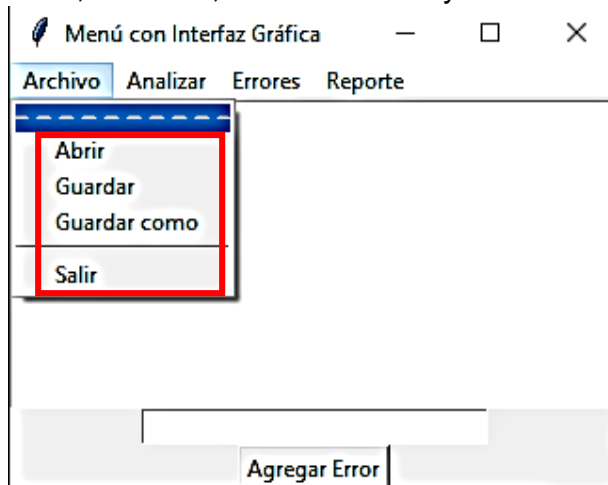 Menú con Interfaz Gráfica
Archivo Analizar Errores Reporte
Abrir
Guardar
Guardar como
Salir
Agregar Error